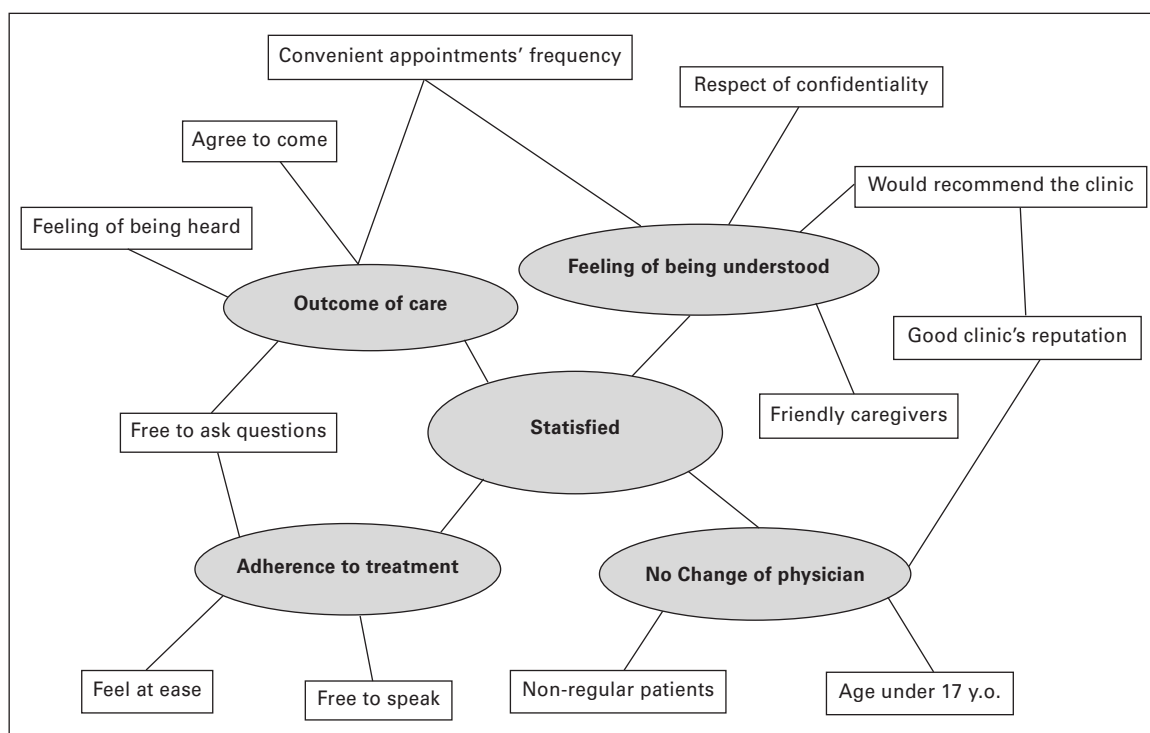 Convenient appointments’ frequency
Respect of confidentiality
Agree to come
Would recommend the clinic
Feeling of being heard
Feeling of being understood
Outcome of care
Good clinic’s reputation
Friendly caregivers
Free to ask questions
Statisfied
Adherence to treatment
No Change of physician
Feel at ease
Free to speak
Non-regular patients
Age under 17 y.o.